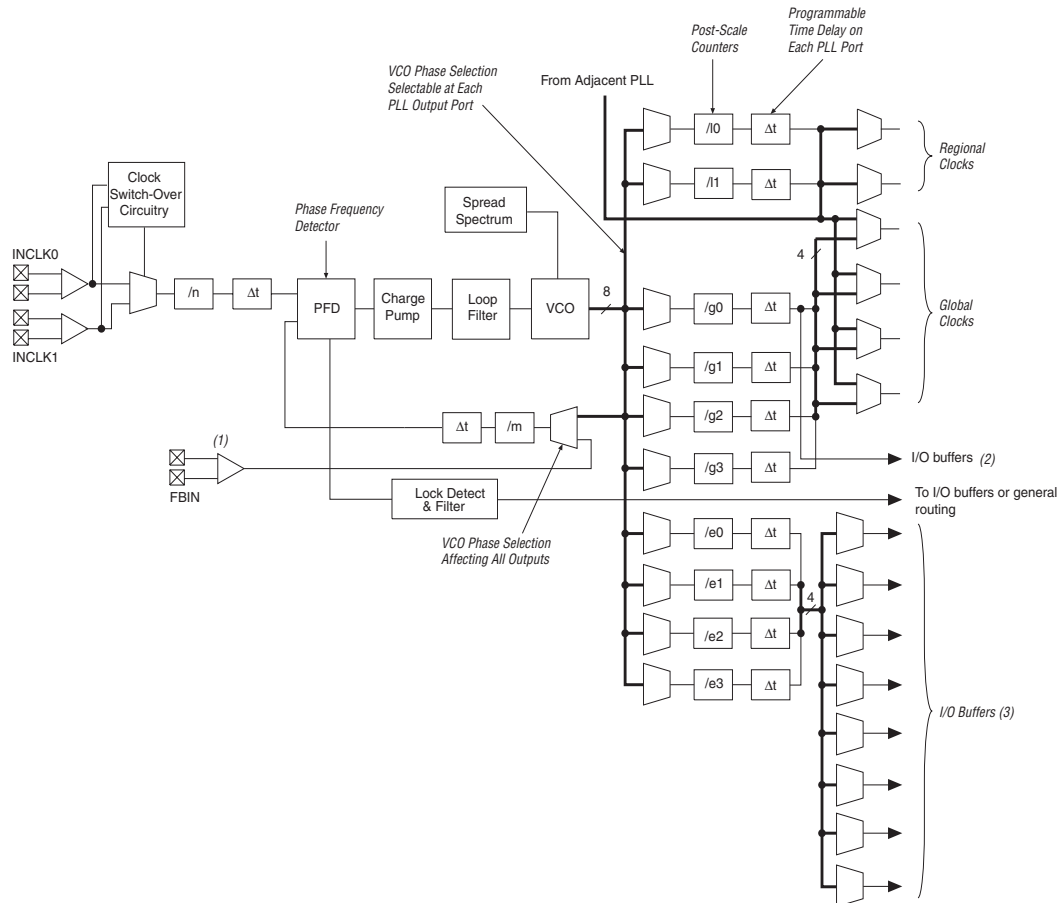 Programmable
Time Delay on
Each PLL Port
Post-Scale
Counters
VCO Phase Selection
Selectable at Each
PLL Output Port
From Adjacent PLL
/l0
Δt
Regional
Clocks
/l1
Δt
Clock
Switch-Over
Circuitry
Spread
Spectrum
Phase Frequency
Detector
4
INCLK0
/n
Δt
PFD
Charge
Pump
Loop
Filter
VCO
8
/g0
Δt
Global
Clocks
INCLK1
/g1
Δt
Δt
/m
/g2
Δt
(1)
I/O buffers (2)
/g3
Δt
FBIN
Lock Detect
& Filter
To I/O buffers or general
routing
VCO Phase Selection
Affecting All Outputs
/e0
Δt
/e1
Δt
4
/e2
Δt
/e3
Δt
I/O Buffers (3)